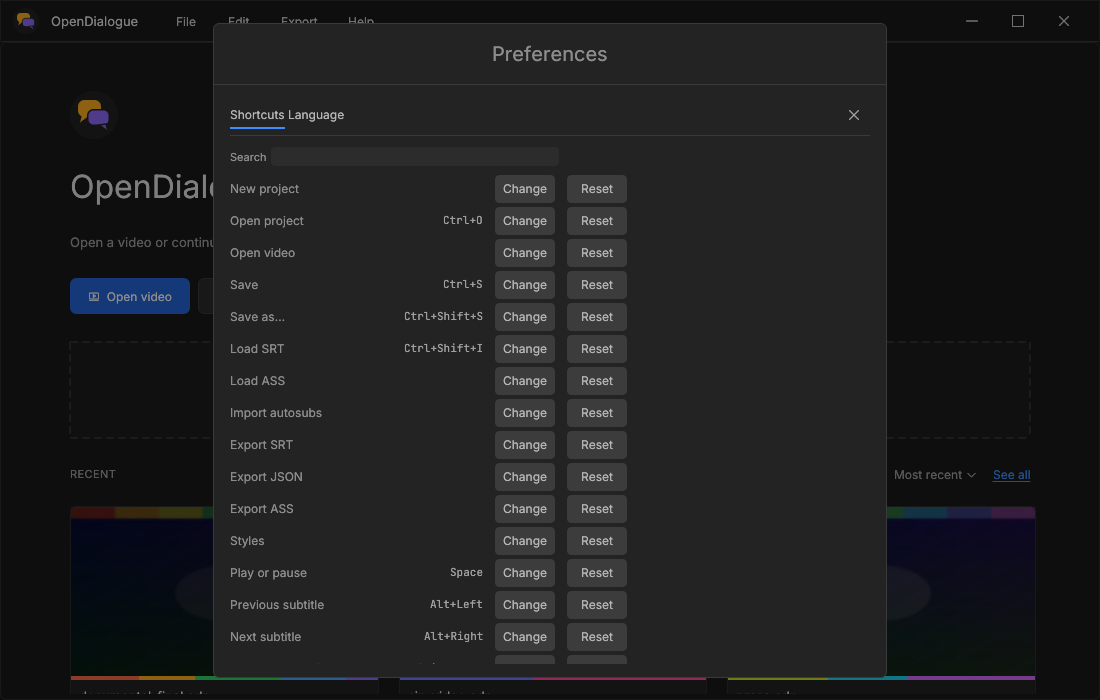 OpenDialogue File Edit Export Help
Preferences
Shortcuts Language
Search
New project Change Reset
Open project Ctrl+O Change Reset
Open video Change Reset
Save Ctrl+S Change Reset
Save as... Ctrl+Shift+S Change Reset
Load SRT Ctrl+Shift+I Change Reset
Load ASS Change Reset
Import autosubs Change Reset
Export SRT Change Reset
Export JSON Change Reset
Export ASS Change Reset
Styles Change Reset
Play or pause Space Change Reset
Previous subtitle Alt+Left Change Reset
Next subtitle Alt+Right Change Reset
Open a video or
Open video
RECENT
Most recent See all